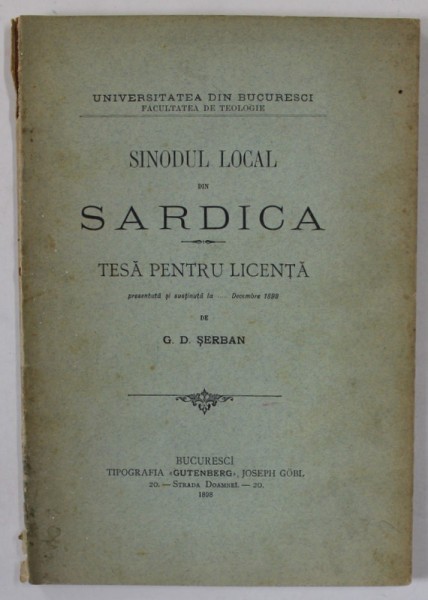 UNIVERSITATEA DIN BUCURESCI
FACULTATEA DE TEOLOGIE
SINODUL LOCAL
DIN
SARDICA
TESĂ PENTRU LICENȚĂ
presentată și susținută la .... Decembre 1898
DE
G. D. ȘERBAN
BUCURESCI
TIPOGRAFIA «GUTENBERG», JOSEPH GÖBL
20. — STRADA DOAMNEĬ. — 20.
1898